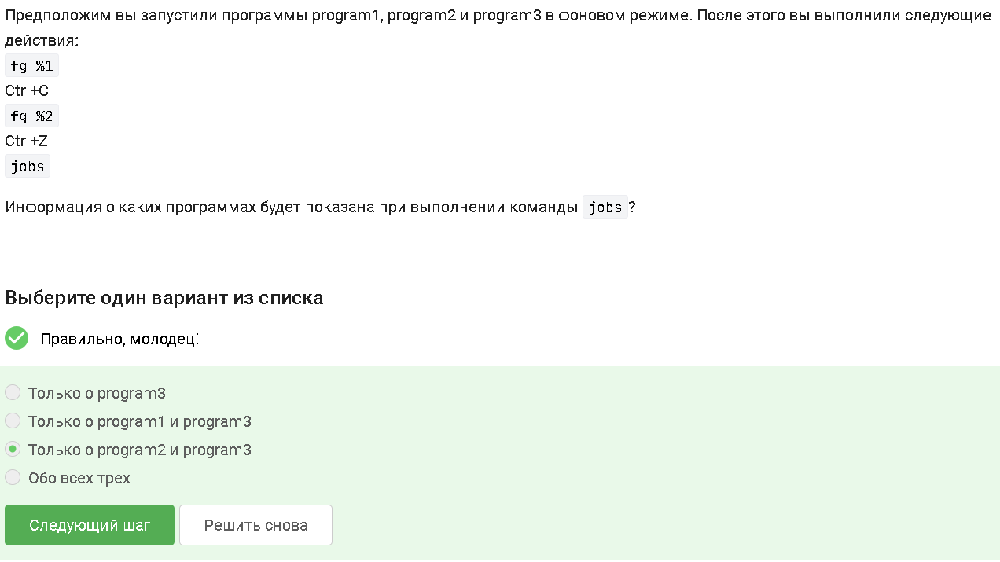 Предположим вы запустили программы program1, program2 и program3 в фоновом режиме. После этого вы выполнили следующие
действия:
fg %1
Ctrl+C
fg %2
Ctrl+Z
jobs
Информация о каких программах будет показана при выполнении команды jobs?
Выберите один вариант из списка
Правильно, молодец!
Только о program3
Только о program1 и program3
Только о program2 и program3
Обо всех трех
Следующий шаг Решить снова